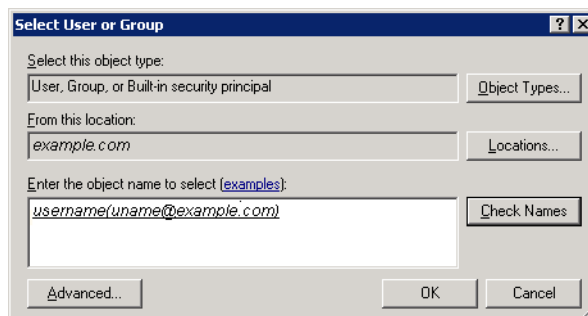 Select User or Group
Select this object type:
User, Group, or Built-in security principal
Object Types...
From this location:
example.com
Locations...
Enter the object name to select (examples):
username(uname@example.com)
Check Names
Advanced...
OK
Cancel